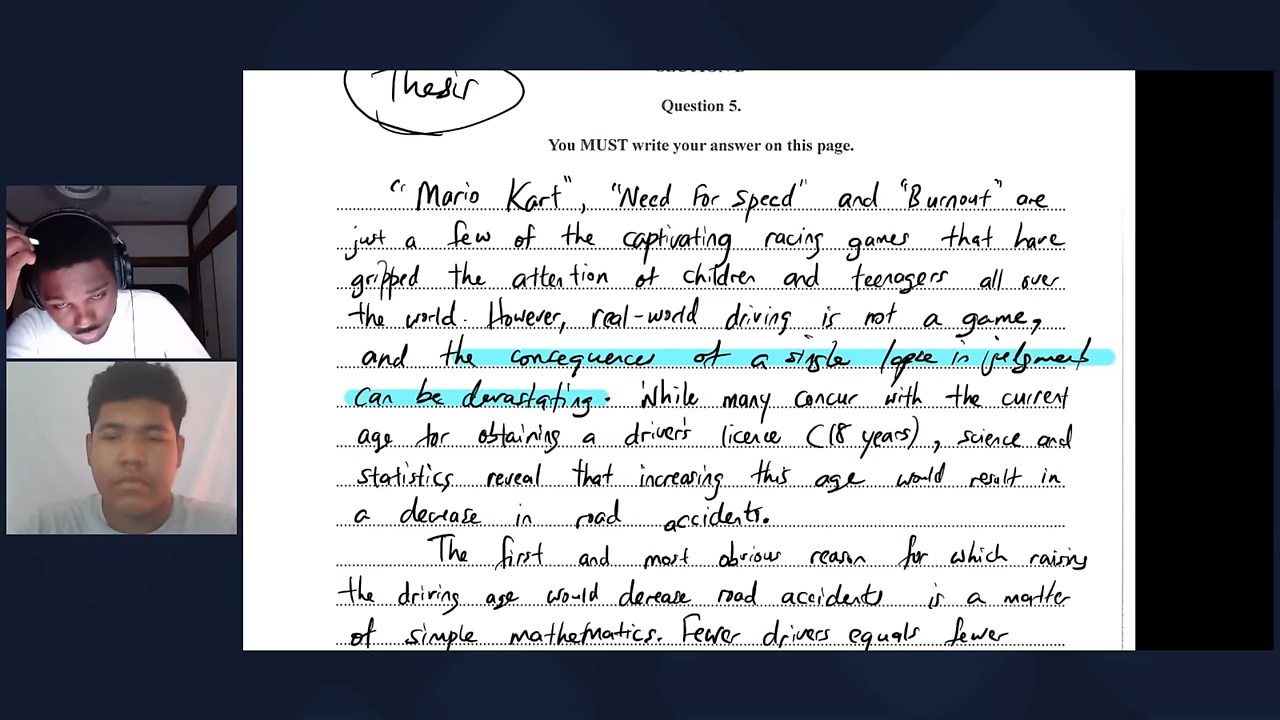 Thesis
Question 5.
You MUST write your answer on this page.
"Mario Kart", "Need For Speed" and "Burnout" are
just a few of the captivating racing games that have
gripped the attention of children and teenagers all over
the world. However, real-world driving is not a game,
and the consequences of a single lapse in judgment
can be devastating. While many concur with the current
age for obtaining a driver's licence (18 years), science and
statistics reveal that increasing this age would result in
a decrease in road accidents.
The first and most obvious reason for which raising
the driving age would decrease road accidents is a matter
of simple mathematics. Fewer drivers equals fewer